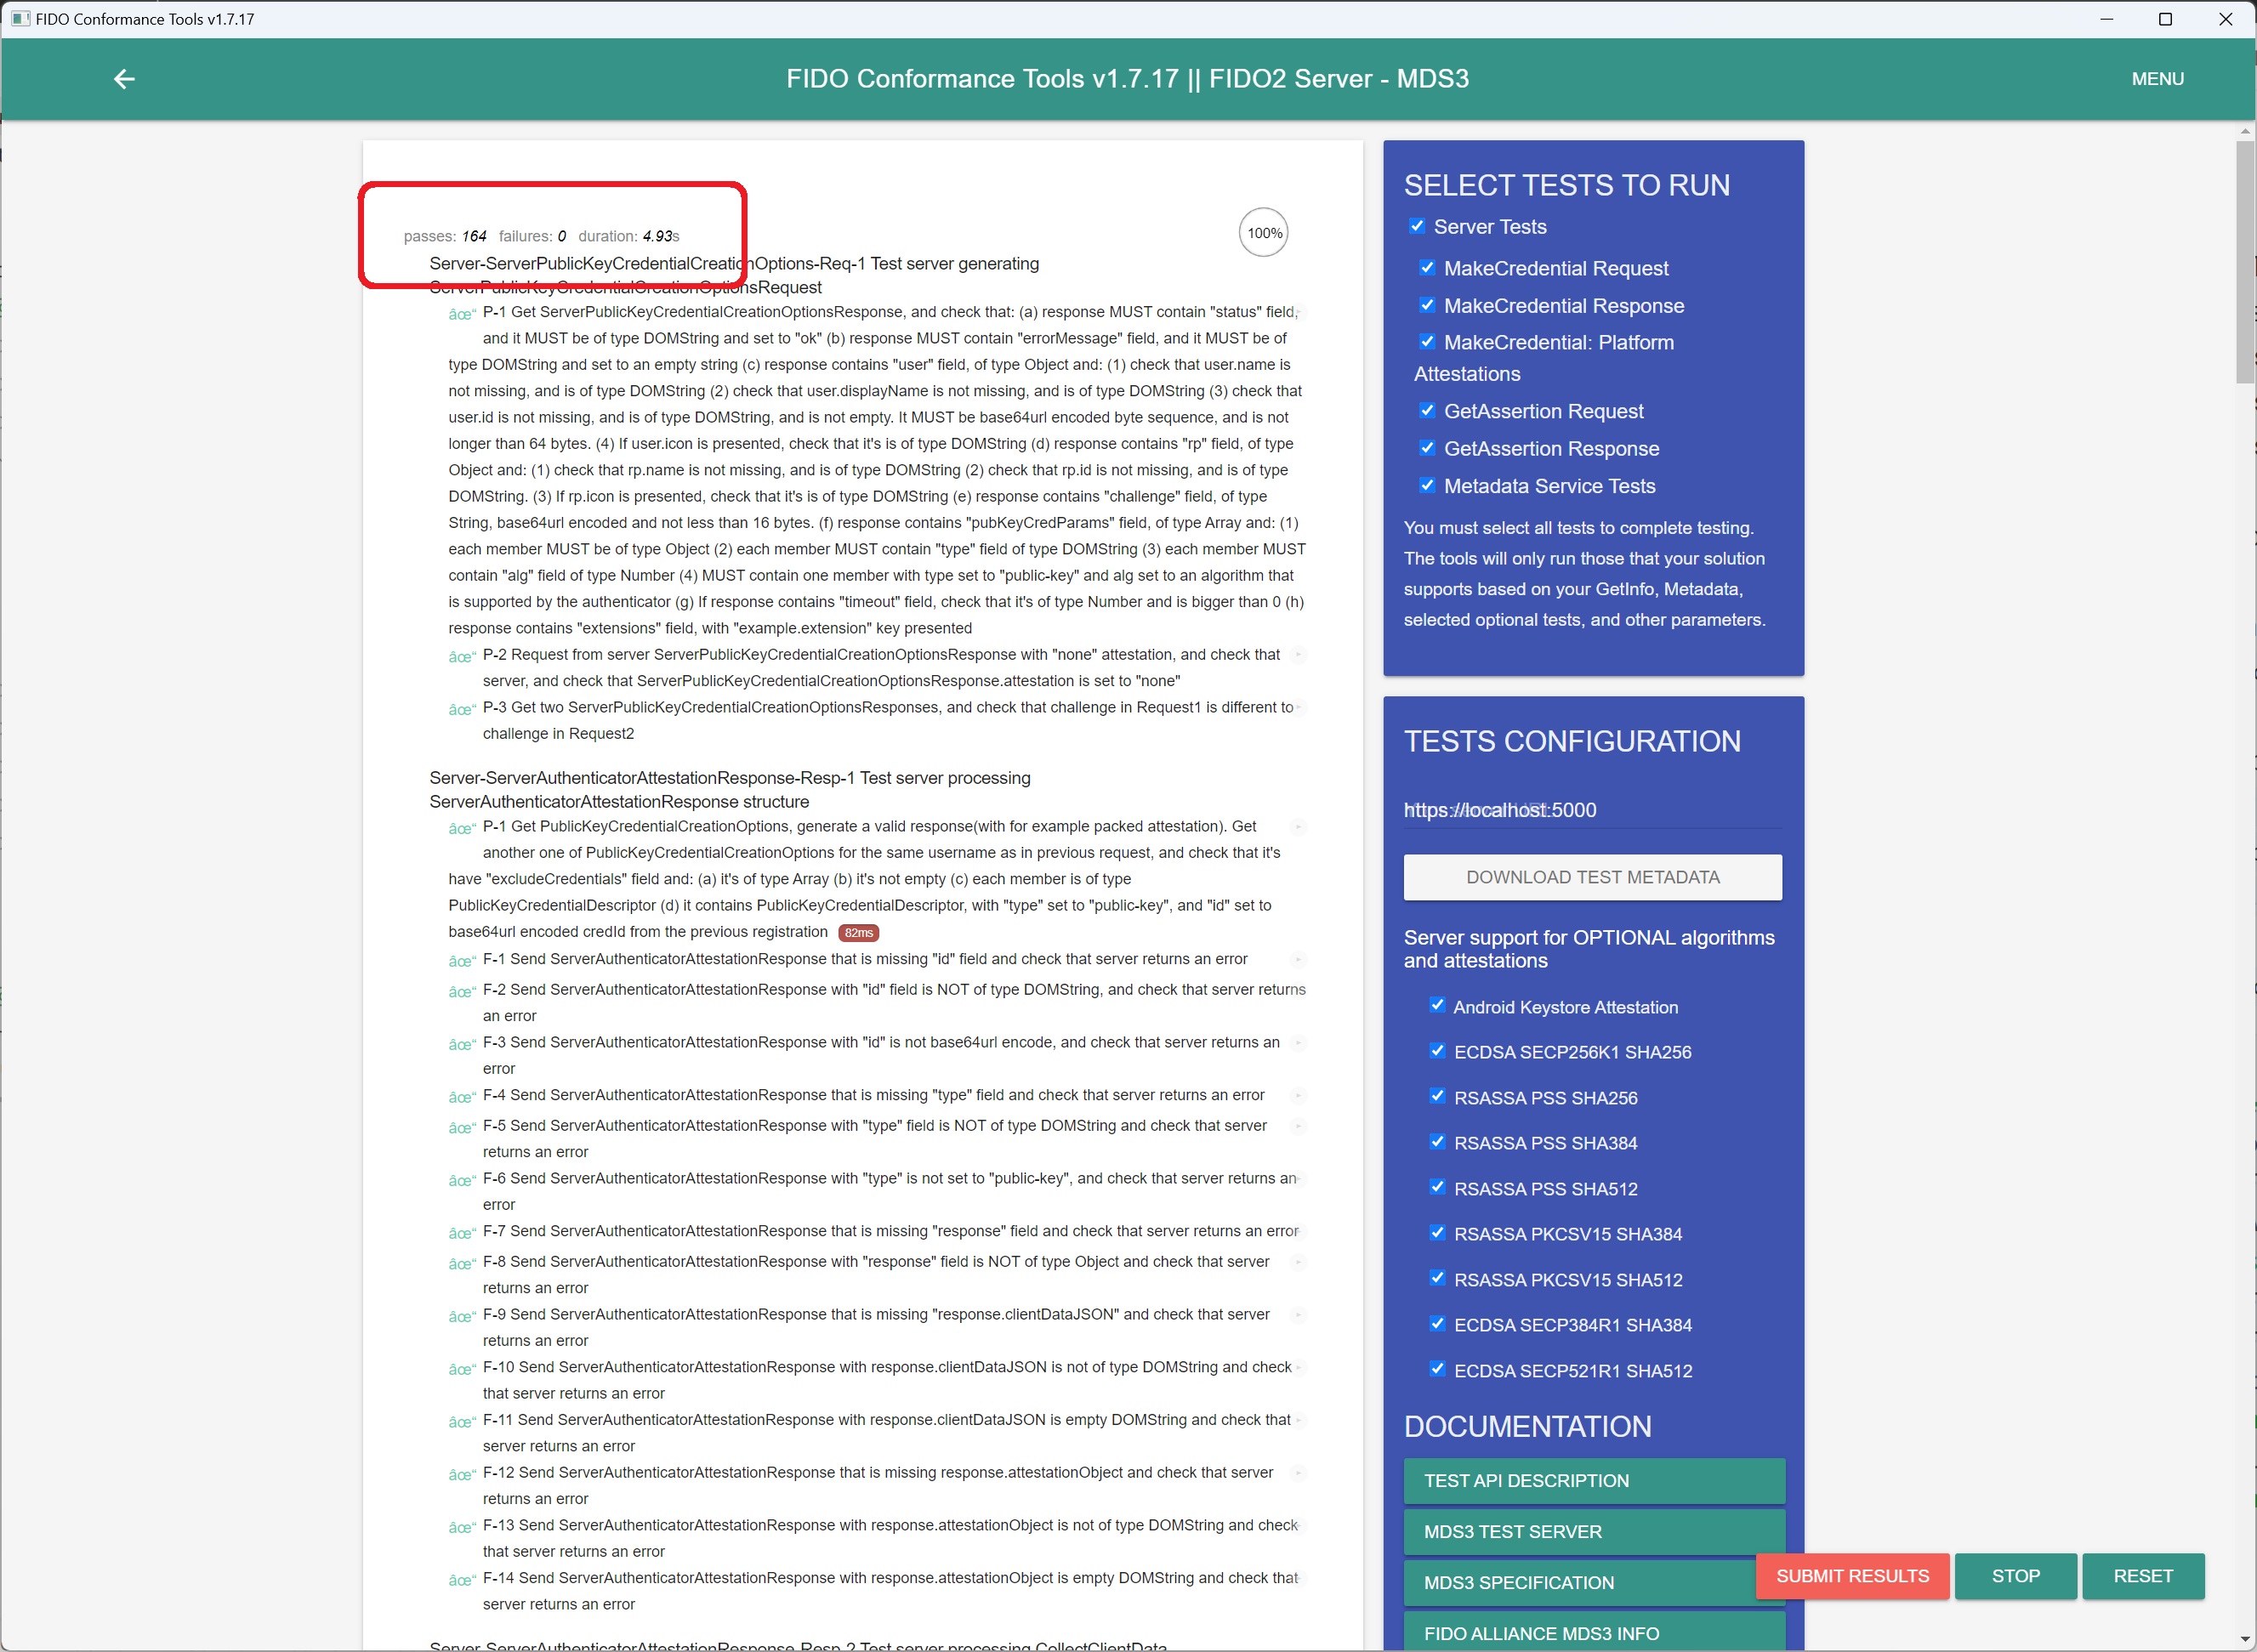 FIDO Conformance Tools v1.7.17
FIDO Conformance Tools v1.7.17 || FIDO2 Server - MDS3
MENU
passes: 164 failures: 0 duration: 4.93s
100%
Server-ServerPublicKeyCredentialCreationOptions-Req-1 Test server generating
ServerPublicKeyCredentialCreationOptionsRequest
âœ“ P-1 Get ServerPublicKeyCredentialCreationOptionsResponse, and check that: (a) response MUST contain "status" field,
and it MUST be of type DOMString and set to "ok" (b) response MUST contain "errorMessage" field, and it MUST be of
type DOMString and set to an empty string (c) response contains "user" field, of type Object and: (1) check that user.name is
not missing, and is of type DOMString (2) check that user.displayName is not missing, and is of type DOMString (3) check that
user.id is not missing, and is of type DOMString, and is not empty. It MUST be base64url encoded byte sequence, and is not
longer than 64 bytes. (4) If user.icon is presented, check that it's is of type DOMString (d) response contains "rp" field, of type
Object and: (1) check that rp.name is not missing, and is of type DOMString (2) check that rp.id is not missing, and is of type
DOMString. (3) If rp.icon is presented, check that it's is of type DOMString (e) response contains "challenge" field, of type
String, base64url encoded and not less than 16 bytes. (f) response contains "pubKeyCredParams" field, of type Array and: (1)
each member MUST be of type Object (2) each member MUST contain "type" field of type DOMString (3) each member MUST
contain "alg" field of type Number (4) MUST contain one member with type set to "public-key" and alg set to an algorithm that
is supported by the authenticator (g) If response contains "timeout" field, check that it's of type Number and is bigger than 0 (h)
response contains "extensions" field, with "example.extension" key presented
âœ“ P-2 Request from server ServerPublicKeyCredentialCreationOptionsResponse with "none" attestation, and check that
server, and check that ServerPublicKeyCredentialCreationOptionsResponse.attestation is set to "none"
âœ“ P-3 Get two ServerPublicKeyCredentialCreationOptionsResponses, and check that challenge in Request1 is different to
challenge in Request2
Server-ServerAuthenticatorAttestationResponse-Resp-1 Test server processing
ServerAuthenticatorAttestationResponse structure
âœ“ P-1 Get PublicKeyCredentialCreationOptions, generate a valid response(with for example packed attestation). Get
another one of PublicKeyCredentialCreationOptions for the same username as in previous request, and check that it's
have "excludeCredentials" field and: (a) it's of type Array (b) it's not empty (c) each member is of type
PublicKeyCredentialDescriptor (d) it contains PublicKeyCredentialDescriptor, with "type" set to "public-key", and "id" set to
base64url encoded credId from the previous registration 82ms
âœ“ F-1 Send ServerAuthenticatorAttestationResponse that is missing "id" field and check that server returns an error
âœ“ F-2 Send ServerAuthenticatorAttestationResponse with "id" field is NOT of type DOMString, and check that server returns
an error
âœ“ F-3 Send ServerAuthenticatorAttestationResponse with "id" is not base64url encode, and check that server returns an
error
âœ“ F-4 Send ServerAuthenticatorAttestationResponse that is missing "type" field and check that server returns an error
âœ“ F-5 Send ServerAuthenticatorAttestationResponse with "type" field is NOT of type DOMString and check that server
returns an error
âœ“ F-6 Send ServerAuthenticatorAttestationResponse with "type" is not set to "public-key", and check that server returns an
error
âœ“ F-7 Send ServerAuthenticatorAttestationResponse that is missing "response" field and check that server returns an error
âœ“ F-8 Send ServerAuthenticatorAttestationResponse with "response" field is NOT of type Object and check that server
returns an error
âœ“ F-9 Send ServerAuthenticatorAttestationResponse that is missing "response.clientDataJSON" and check that server
returns an error
âœ“ F-10 Send ServerAuthenticatorAttestationResponse with response.clientDataJSON is not of type DOMString and check
that server returns an error
âœ“ F-11 Send ServerAuthenticatorAttestationResponse with response.clientDataJSON is empty DOMString and check that
server returns an error
âœ“ F-12 Send ServerAuthenticatorAttestationResponse that is missing response.attestationObject and check that server
returns an error
âœ“ F-13 Send ServerAuthenticatorAttestationResponse with response.attestationObject is not of type DOMString and check
that server returns an error
âœ“ F-14 Send ServerAuthenticatorAttestationResponse with response.attestationObject is empty DOMString and check that
server returns an error
Server-ServerAuthenticatorAttestationResponse-Resp-2 Test server processing CollectClientData
SELECT TESTS TO RUN
Server Tests
MakeCredential Request
MakeCredential Response
MakeCredential: Platform
Attestations
GetAssertion Request
GetAssertion Response
Metadata Service Tests
You must select all tests to complete testing.
The tools will only run those that your solution
supports based on your GetInfo, Metadata,
selected optional tests, and other parameters.
TESTS CONFIGURATION
https://localhost:5000
DOWNLOAD TEST METADATA
Server support for OPTIONAL algorithms
and attestations
Android Keystore Attestation
ECDSA SECP256K1 SHA256
RSASSA PSS SHA256
RSASSA PSS SHA384
RSASSA PSS SHA512
RSASSA PKCSV15 SHA384
RSASSA PKCSV15 SHA512
ECDSA SECP384R1 SHA384
ECDSA SECP521R1 SHA512
DOCUMENTATION
TEST API DESCRIPTION
MDS3 TEST SERVER
MDS3 SPECIFICATION
FIDO ALLIANCE MDS3 INFO
SUBMIT RESULTS
STOP
RESET